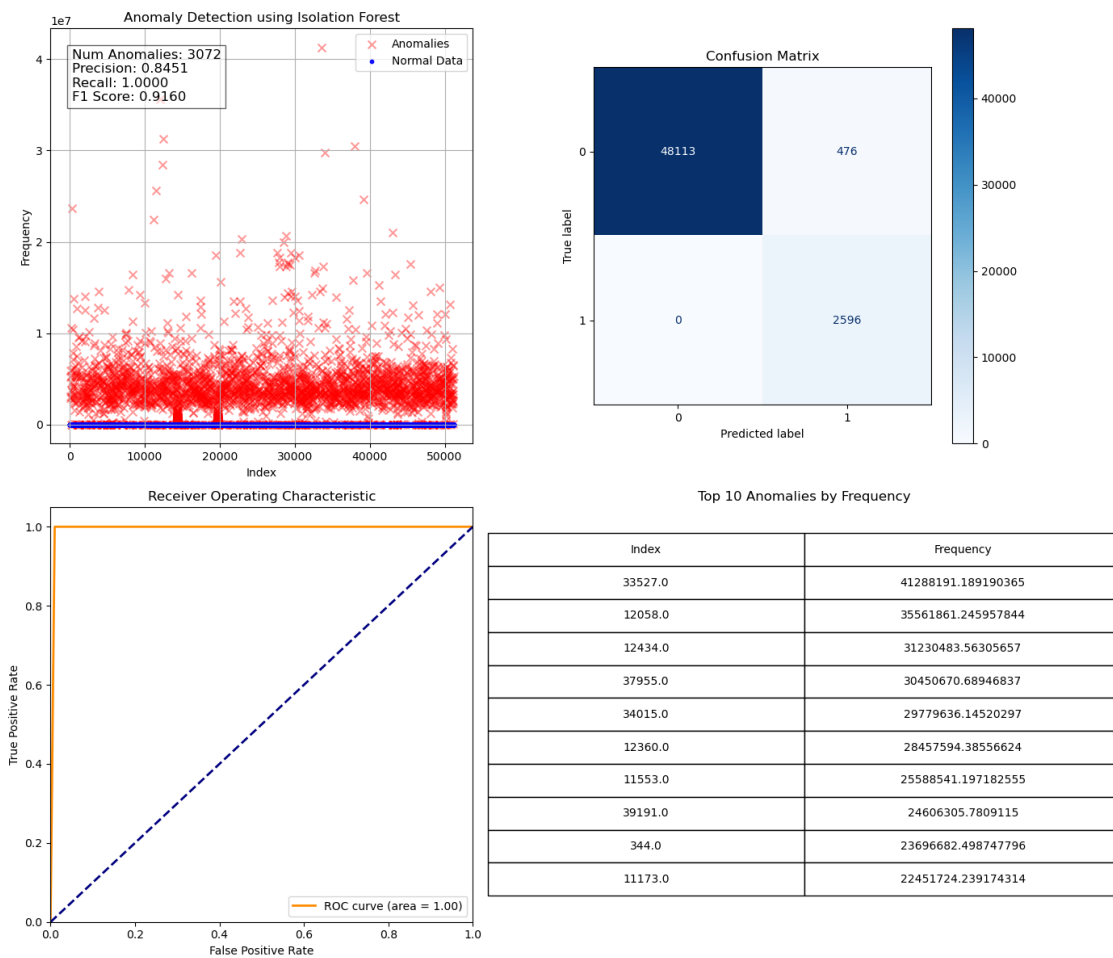 Anomaly Detection using Isolation Forest
1e7
Num Anomalies: 3072
Precision: 0.8451
Recall: 1.0000
F1 Score: 0.9160
Anomalies
Normal Data
4
3
2
1
0
Frequency
0 10000 20000 30000 40000 50000
Index
Confusion Matrix
0
1
True label
48113 476
0 2596
0 1
Predicted label
40000
30000
20000
10000
0
Receiver Operating Characteristic
1.0
0.8
0.6
0.4
0.2
0.0
True Positive Rate
ROC curve (area = 1.00)
0.0 0.2 0.4 0.6 0.8 1.0
False Positive Rate
Top 10 Anomalies by Frequency
Index Frequency
33527.0 41288191.189190365
12058.0 35561861.245957844
12434.0 31230483.56305657
37955.0 30450670.68946837
34015.0 29779636.14520297
12360.0 28457594.38556624
11553.0 25588541.197182555
39191.0 24606305.7809115
344.0 23696682.498747796
11173.0 22451724.239174314